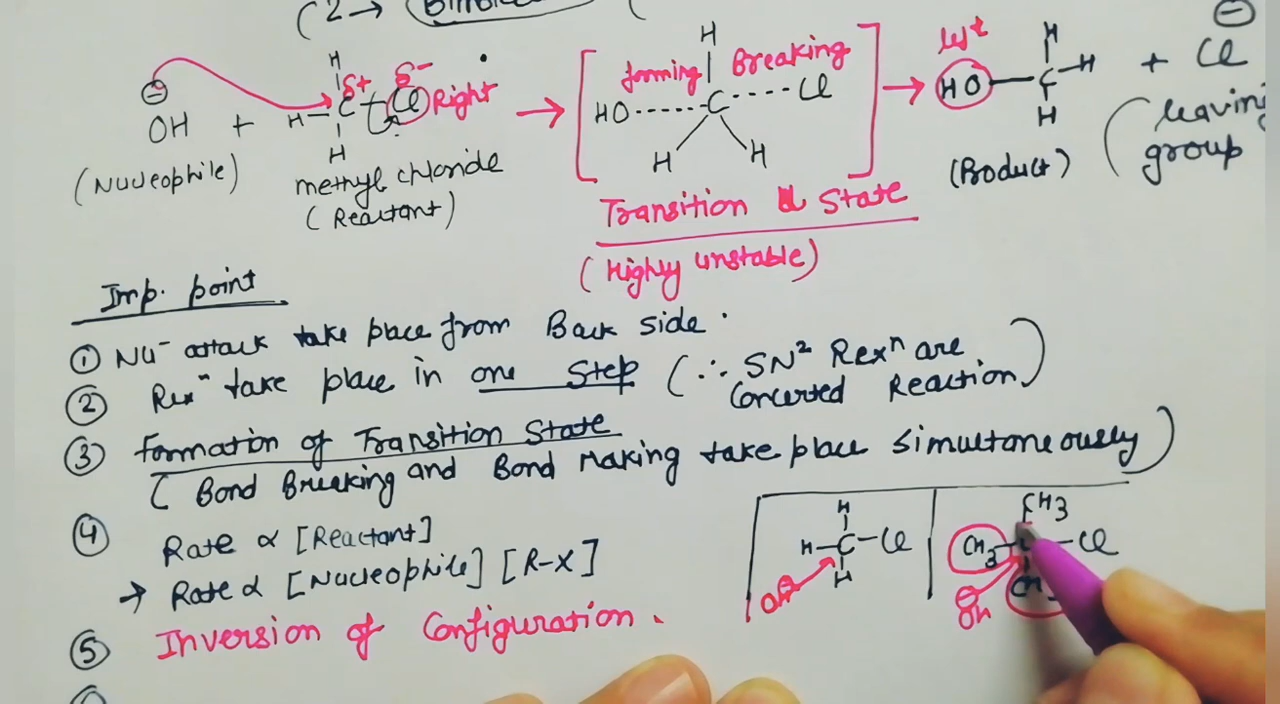 (2 →
⊖ OH + H H C H Cl δ+ δ- Right → [ HO C H H H Cl forming Breaking ] → left HO C H H H + Cl ⊖
(Nucleophile) methyl chloride (Product) (leaving
(Reactant) group
Transition State
(Highly unstable)
Imp. point
① Nu⁻ attack take place from Back side.
② Rexⁿ take place in one Step (∴ SN² Rexⁿ are
Concerted Reaction)
③ Formation of Transition State
( Bond Breaking and Bond Making take place simultaneously)
④ Rate ∝ [Reactant]
→ Rate ∝ [Nucleophile] [R-X]
⑤ Inversion of Configuration.
H
H-C-Cl
H
OH ⊖
CH3
CH3 - Cl
OH ⊖